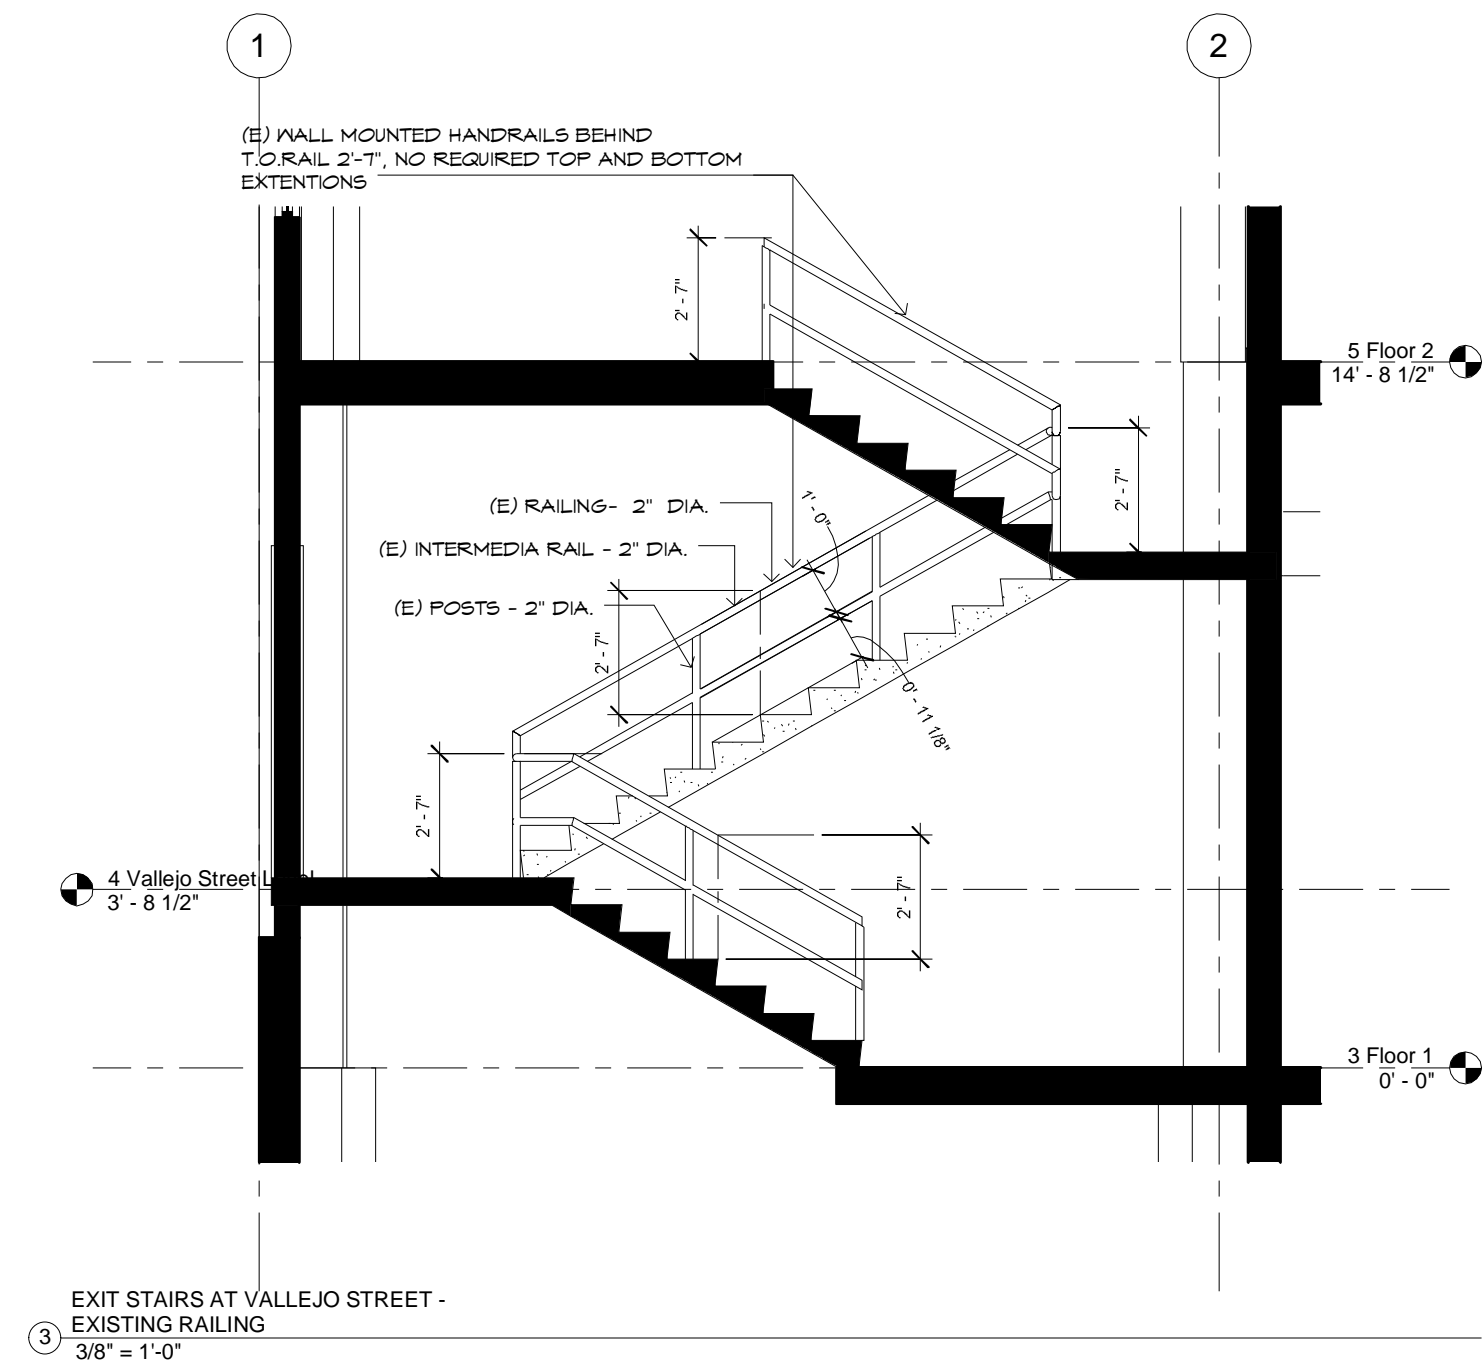 1
2
(E) WALL MOUNTED HANDRAILS BEHIND
T.O.RAIL 2'-7", NO REQUIRED TOP AND BOTTOM
EXTENTIONS
2' - 7"
5 Floor 2
14' - 8 1/2"
2' - 7"
(E) RAILING- 2" DIA.
1' - 0"
(E) INTERMEDIA RAIL - 2" DIA.
(E) POSTS - 2" DIA.
2' - 7"
0' - 11 1/8"
2' - 7"
2' - 7"
4 Vallejo Street
3' - 8 1/2"
3 Floor 1
0' - 0"
EXIT STAIRS AT VALLEJO STREET -
EXISTING RAILING
3
3/8" = 1'-0"